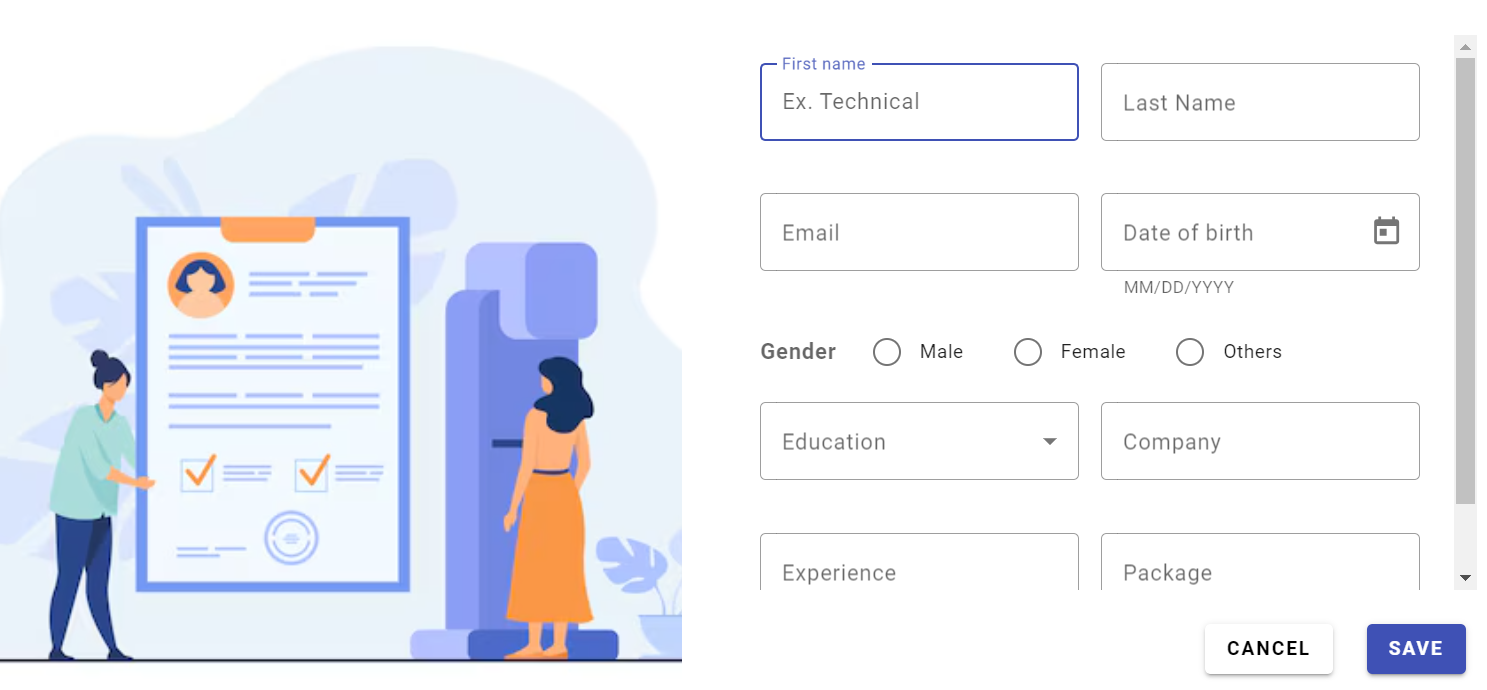 First name
Ex. Technical
Last Name
Email
Date of birth
MM/DD/YYYY
Gender Male Female Others
Education
Company
Experience
Package
CANCEL SAVE